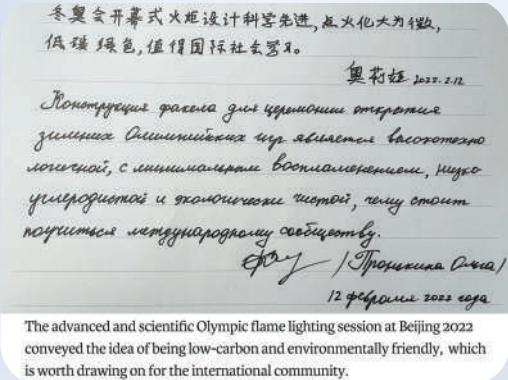 冬奥会开幕式火炬设计科学先进,点火化大为微,
低碳绿色,值得国际社会学习。
奥莉娅 2022.2.12
Конструкция факела для церемонии открытия
зимних Олимпийских игр является высокотехно
логичной, с минимальным воспламенением, низко
углеродистой и экологически чистой, чему стоит
поучиться международному сообществу.
/Пронькина Ольга/
12 февраля 2022 года
The advanced and scientific Olympic flame lighting session at Beijing 2022
conveyed the idea of being low-carbon and environmentally friendly, which
is worth drawing on for the international community.